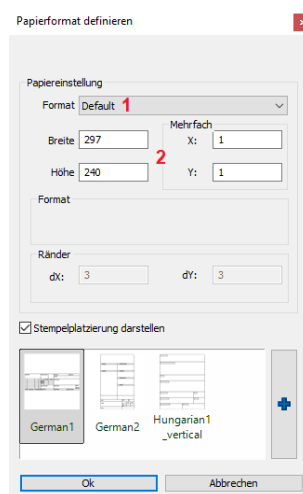 Papierformat definieren
Papiereinstellung
Format Default 1
Mehrfach
Breite 297 X: 1
2
Höhe 240 Y: 1
Format
Ränder
dX: 3 dY: 3
Stempelplatzierung darstellen
German1 German2 Hungarian1
_vertical
Ok Abbrechen